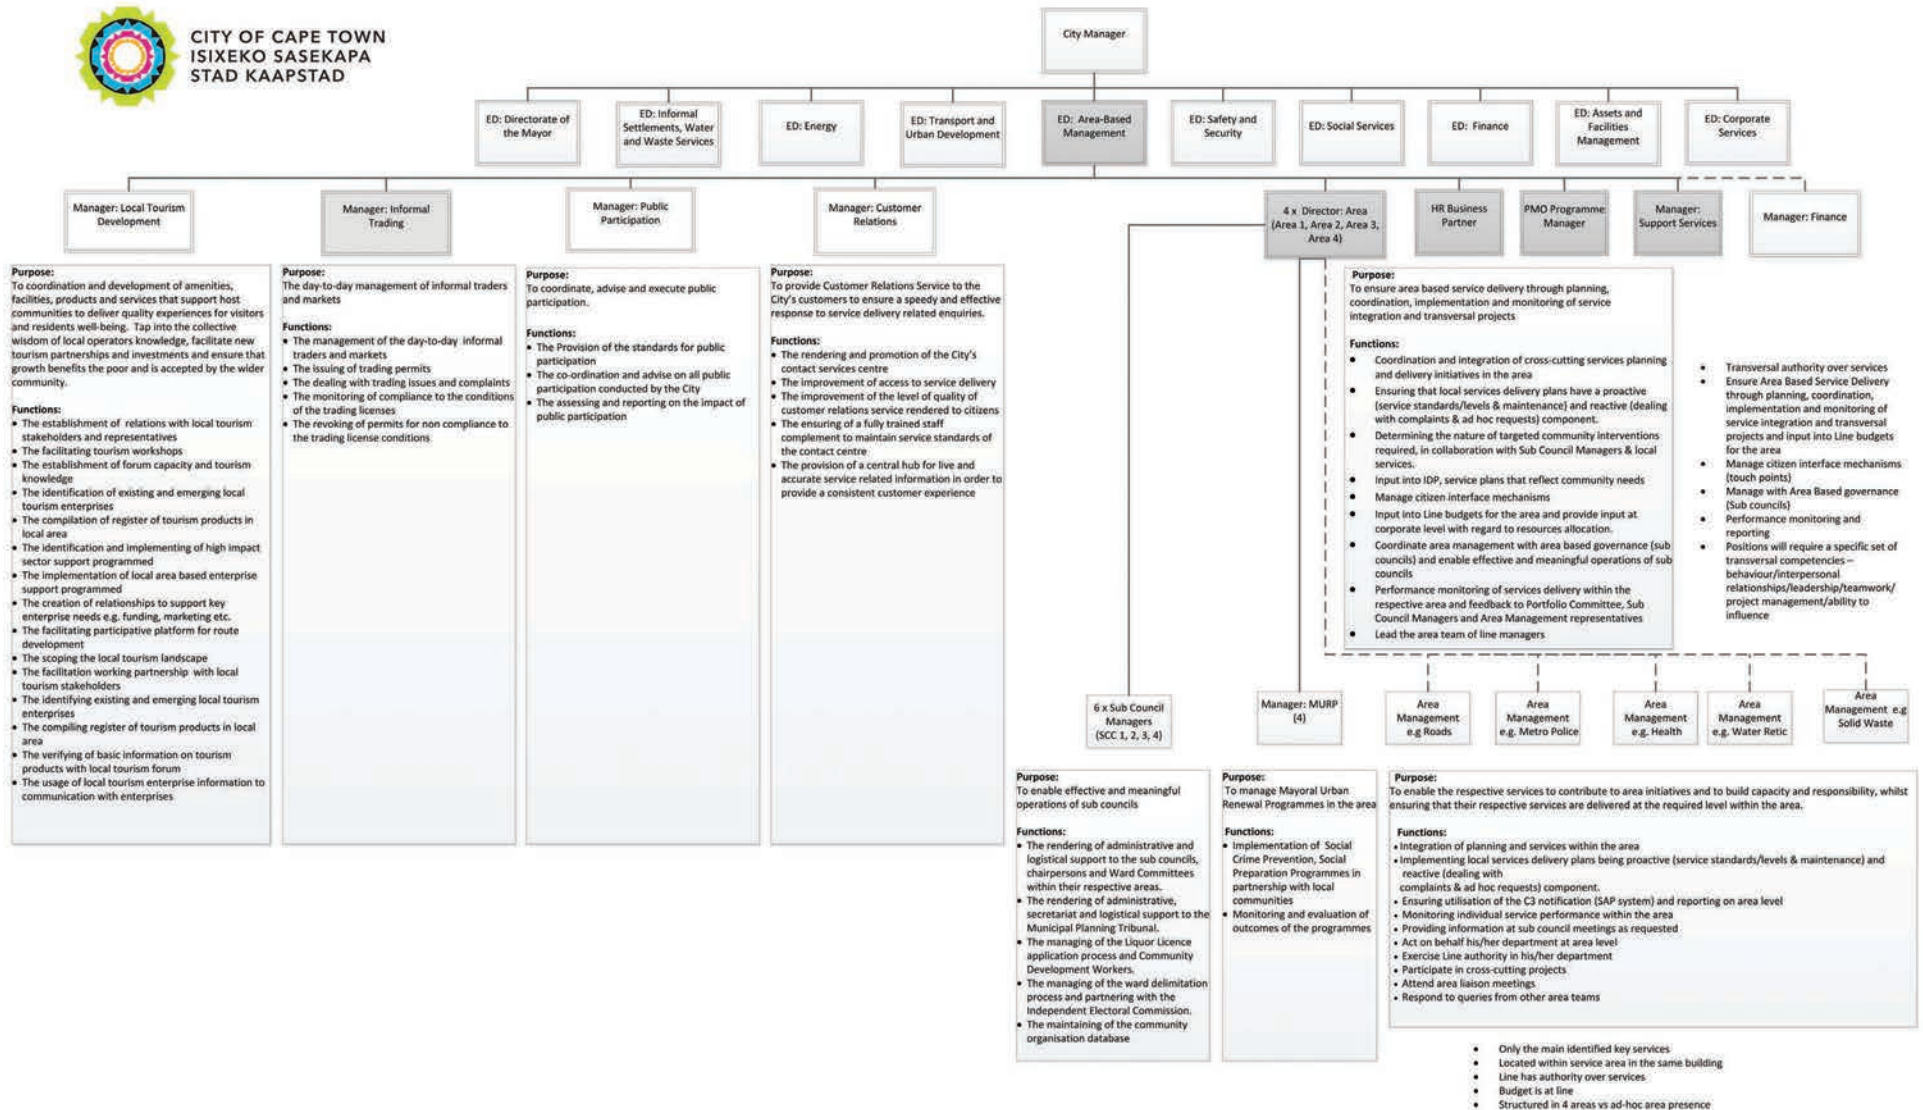 CITY OF CAPE TOWN
ISIXEKO SASEKAPA
STAD KAAPSTAD
City Manager
ED: Directorate of
the Mayor
ED: Informal
Settlements, Water
and Waste Services
ED: Energy
ED: Transport and
Urban Development
ED: Area-Based
Management
ED: Safety and
Security
ED: Social Services
ED: Finance
ED: Assets and
Facilities
Management
ED: Corporate
Services
Manager: Local Tourism
Development
Manager: Informal
Trading
Manager: Public
Participation
Manager: Customer
Relations
4 x Director: Area
(Area 1, Area 2, Area 3,
Area 4)
HR Business
Partner
PMO Programme
Manager
Manager:
Support Services
Manager: Finance
Purpose:
To coordination and development of amenities,
facilities, products and services that support host
communities to deliver quality experiences for visitors
and residents well-being. Tap into the collective
wisdom of local operators knowledge, facilitate new
tourism partnerships and investments and ensure that
growth benefits the poor and is accepted by the wider
community.
Functions:
• The establishment of relations with local tourism
stakeholders and representatives
• The facilitating tourism workshops
• The establishment of forum capacity and tourism
knowledge
• The identification of existing and emerging local
tourism enterprises
• The compilation of register of tourism products in
local area
• The identification and implementing of high impact
sector support programmed
• The implementation of local area based enterprise
support programmed
• The creation of relationships to support key
enterprise needs e.g. funding, marketing etc.
• The facilitating participative platform for route
development
• The scoping the local tourism landscape
• The facilitation working partnership with local
tourism stakeholders
• The identifying existing and emerging local tourism
enterprises
• The compiling register of tourism products in local
area
• The verifying of basic information on tourism
products with local tourism forum
• The usage of local tourism enterprise information to
communication with enterprises
Purpose:
The day-to-day management of informal traders
and markets
Functions:
• The management of the day-to-day informal
traders and markets
• The issuing of trading permits
• The dealing with trading issues and complaints
• The monitoring of compliance to the conditions
of the trading licenses
• The revoking of permits for non compliance to
the trading license conditions
Purpose:
To coordinate, advise and execute public
participation.
Functions:
• The Provision of the standards for public
participation
• The co-ordination and advise on all public
participation conducted by the City
• The assessing and reporting on the impact of
public participation
Purpose:
To provide Customer Relations Service to the
City's customers to ensure a speedy and effective
response to service delivery related enquiries.
Functions:
• The rendering and promotion of the City's
contact services centre
• The improvement of access to service delivery
• The improvement of the level of quality of
customer relations service rendered to citizens
• The ensuring of a fully trained staff
complement to maintain service standards of
the contact centre
• The provision of a central hub for live and
accurate service related information in order to
provide a consistent customer experience
Purpose:
To ensure area based service delivery through planning,
coordination, implementation and monitoring of service
integration and transversal projects
Functions:
• Coordination and integration of cross-cutting services planning
and delivery initiatives in the area
• Ensuring that local services delivery plans have a proactive
(service standards/levels & maintenance) and reactive (dealing
with complaints & ad hoc requests) component.
• Determining the nature of targeted community interventions
required, in collaboration with Sub Council Managers & local
services.
• Input into IDP, service plans that reflect community needs
• Manage citizen interface mechanisms
• Input into Line budgets for the area and provide input at
corporate level with regard to resources allocation.
• Coordinate area management with area based governance (sub
councils) and enable effective and meaningful operations of sub
councils
• Performance monitoring of services delivery within the
respective area and feedback to Portfolio Committee, Sub
Council Managers and Area Management representatives
• Lead the area team of line managers
• Transversal authority over services
• Ensure Area Based Service Delivery
through planning, coordination,
implementation and monitoring of
service integration and transversal
projects and input into Line budgets
for the area
• Manage citizen interface mechanisms
(touch points)
• Manage with Area Based governance
(Sub councils)
• Performance monitoring and
reporting
• Positions will require a specific set of
transversal competencies –
behaviour/interpersonal
relationships/leadership/teamwork/
project management/ability to
influence
6 x Sub Council
Managers
(SCC 1, 2, 3, 4)
Manager: MURP
(4)
Area
Management
e.g Roads
Area
Management
e.g. Metro Police
Area
Management
e.g. Health
Area
Management
e.g. Water Retic
Area
Management e.g
Solid Waste
Purpose:
To enable effective and meaningful
operations of sub councils
Functions:
• The rendering of administrative and
logistical support to the sub councils,
chairpersons and Ward Committees
within their respective areas.
• The rendering of administrative,
secretariat and logistical support to the
Municipal Planning Tribunal.
• The managing of the Liquor Licence
application process and Community
Development Workers.
• The managing of the ward delimitation
process and partnering with the
Independent Electoral Commission.
• The maintaining of the community
organisation database
Purpose:
To manage Mayoral Urban
Renewal Programmes in the area
Functions:
• Implementation of Social
Crime Prevention, Social
Preparation Programmes in
partnership with local
communities
• Monitoring and evaluation of
outcomes of the programmes
Purpose:
To enable the respective services to contribute to area initiatives and to build capacity and responsibility, whilst
ensuring that their respective services are delivered at the required level within the area.
Functions:
• Integration of planning and services within the area
• Implementing local services delivery plans being proactive (service standards/levels & maintenance) and
reactive (dealing with
complaints & ad hoc requests) component.
• Ensuring utilisation of the C3 notification (SAP system) and reporting on area level
• Monitoring individual service performance within the area
• Providing information at sub council meetings as requested
• Act on behalf his/her department at area level
• Exercise Line authority in his/her department
• Participate in cross-cutting projects
• Attend area liaison meetings
• Respond to queries from other area teams
• Only the main identified key services
• Located within service area in the same building
• Line has authority over services
• Budget is at line
• Structured in 4 areas vs ad-hoc area presence